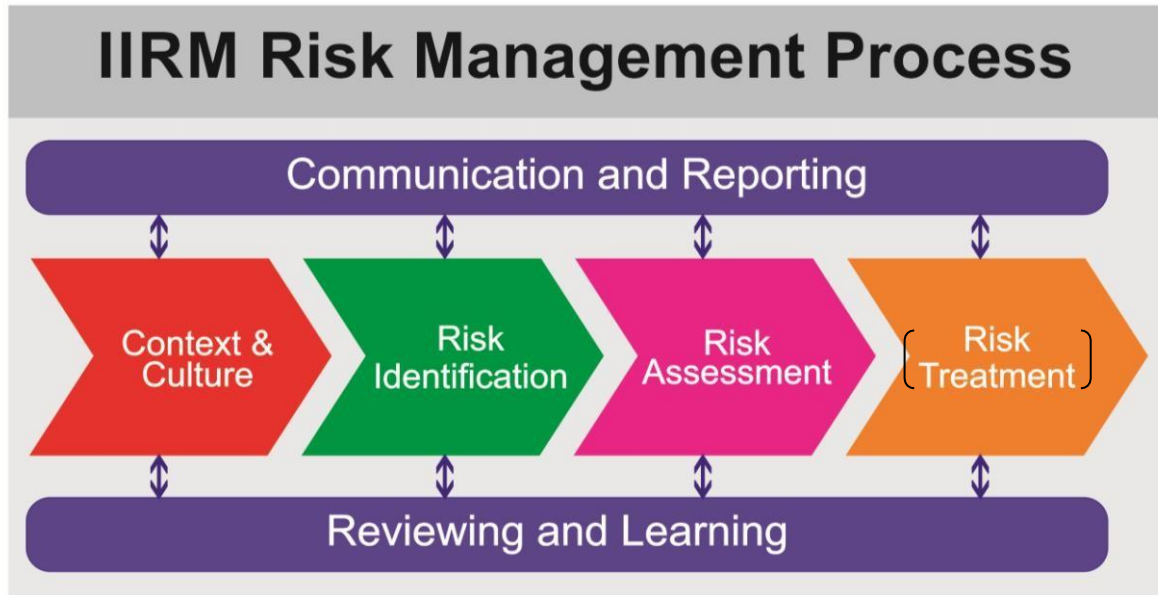 IIRM Risk Management Process
Communication and Reporting
Context &
Culture
Risk
Identification
Risk
Assessment
Risk
Treatment
Reviewing and Learning